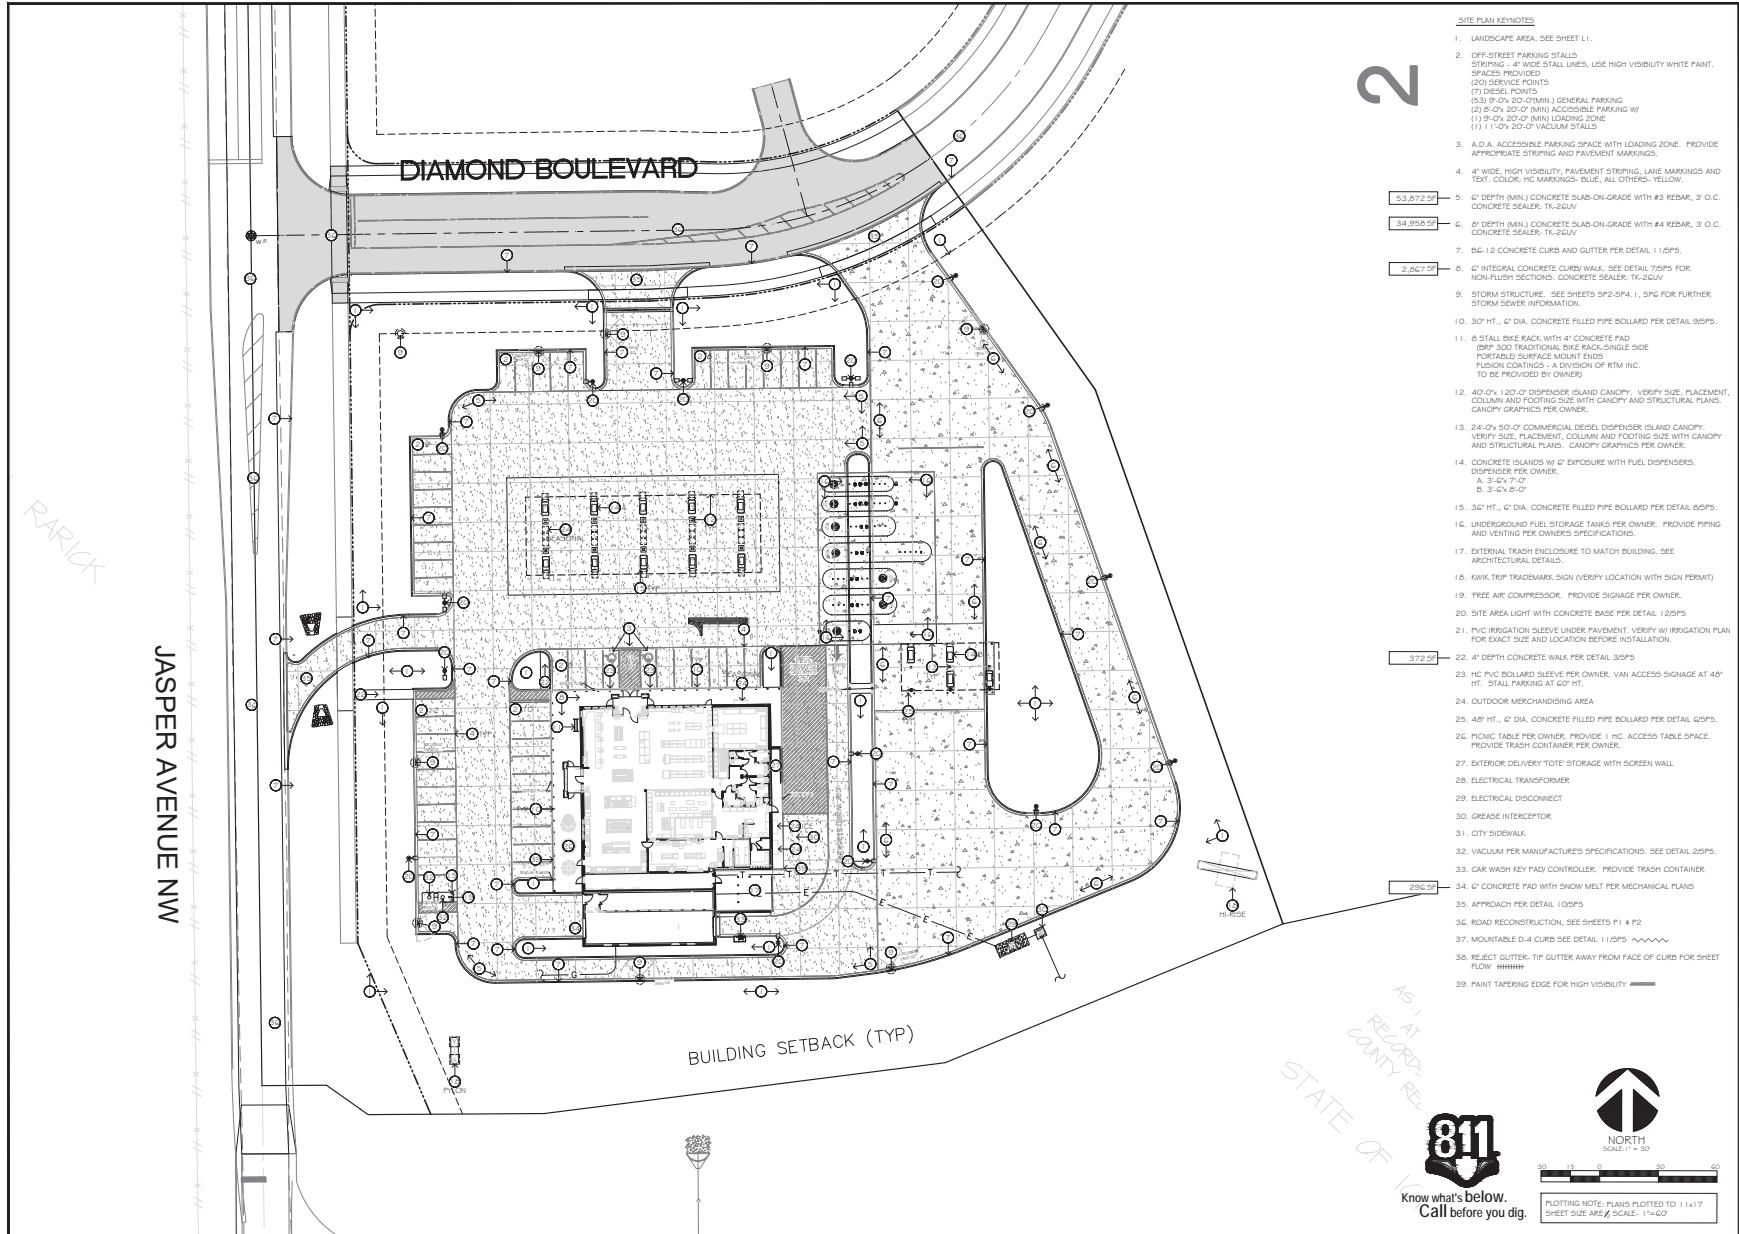 SITE PLAN KEYNOTES
1. LANDSCAPE AREA. SEE SHEET L1.
2. OFF-STREET PARKING STALLS
STRIPING - 4" WIDE STALL LINES, USE HIGH VISIBILITY WHITE PAINT.
SPACES PROVIDED
(20) SERVICE POINTS
(7) DIESEL POINTS
(53) 9'-0"x 20'-0"(MIN.) GENERAL PARKING
(2) 8'-0"x 20'-0" (MIN) ACCISSIBLE PARKING W/
(1) 9'-0"x 20'-0" (MIN) LOADING ZONE
(1) 11'-0"x 20'-0" VACUUM STALLS
3. A.D.A. ACCESSIBLE PARKING SPACE WITH LOADING ZONE. PROVIDE
APPROPRIATE STRIPING AND PAVEMENT MARKINGS.
4. 4" WIDE, HIGH VISIBILITY, PAVEMENT STRIPING, LANE MARKINGS AND
TEXT. COLOR: HC MARKINGS- BLUE, ALL OTHERS- YELLOW.
53,872 SF 5. 6" DEPTH (MIN.) CONCRETE SLAB-ON-GRADE WITH #3 REBAR, 3' O.C.
CONCRETE SEALER: TK-26UV
34,958 SF 6. 8" DEPTH (MIN.) CONCRETE SLAB-ON-GRADE WITH #4 REBAR, 3' O.C.
CONCRETE SEALER: TK-26UV
7. B6-12 CONCRETE CURB AND GUTTER PER DETAIL 11/SP5.
2,867 SF 8. 6" INTEGRAL CONCRETE CURB/ WALK. SEE DETAIL 7/SP5 FOR
NON-FLUSH SECTIONS. CONCRETE SEALER: TK-26UV
9. STORM STRUCTURE. SEE SHEETS SP2-SP4.1, SP6 FOR FURTHER
STORM SEWER INFORMATION.
10. 30" HT., 6" DIA. CONCRETE FILLED PIPE BOLLARD PER DETAIL 9/SP5.
11. 8 STALL BIKE RACK WITH 4" CONCRETE PAD
(BRP 300 TRADITIONAL BIKE RACK-SINGLE SIDE
PORTABLE/ SURFACE MOUNT ENDS
FUSION COATINGS - A DIVISION OF RTM INC.
TO BE PROVIDED BY OWNER)
12. 40'-0"x 120'-0" DISPENSER ISLAND CANOPY. VERIFY SIZE, PLACEMENT,
COLUMN AND FOOTING SIZE WITH CANOPY AND STRUCTURAL PLANS.
CANOPY GRAPHICS PER OWNER.
13. 24'-0"x 50'-0" COMMERCIAL DEISEL DISPENSER ISLAND CANOPY.
VERIFY SIZE, PLACEMENT, COLUMN AND FOOTING SIZE WITH CANOPY
AND STRUCTURAL PLANS. CANOPY GRAPHICS PER OWNER.
14. CONCRETE ISLANDS W/ 6" EXPOSURE WITH FUEL DISPENSERS.
DISPENSER PER OWNER.
A. 3'-6"x 7'-0"
B. 3'-6"x 8'-0"
15. 36" HT., 6" DIA. CONCRETE FILLED PIPE BOLLARD PER DETAIL 8/SP5.
16. UNDERGROUND FUEL STORAGE TANKS PER OWNER. PROVIDE PIPING
AND VENTING PER OWNER'S SPECIFICATIONS.
17. EXTERNAL TRASH ENCLOSURE TO MATCH BUILDING. SEE
ARCHITECTURAL DETAILS.
18. KWIK TRIP TRADEMARK SIGN (VERIFY LOCATION WITH SIGN PERMIT)
19. 'FREE AIR' COMPRESSOR. PROVIDE SIGNAGE PER OWNER.
20. SITE AREA LIGHT WITH CONCRETE BASE PER DETAIL 12/SP5
21. PVC IRRIGATION SLEEVE UNDER PAVEMENT. VERIFY W/ IRRIGATION PLAN
FOR EXACT SIZE AND LOCATION BEFORE INSTALLATION.
372 SF 22. 4" DEPTH CONCRETE WALK PER DETAIL 3/SP5
23. HC PVC BOLLARD SLEEVE PER OWNER. VAN ACCESS SIGNAGE AT 48"
HT. STALL PARKING AT 60" HT.
24. OUTDOOR MERCHANDISING AREA
25. 48" HT., 6" DIA. CONCRETE FILLED PIPE BOLLARD PER DETAIL 6/SP5.
26. PICNIC TABLE PER OWNER. PROVIDE 1 HC. ACCESS TABLE SPACE.
PROVIDE TRASH CONTAINER PER OWNER.
27. EXTERIOR DELIVERY 'TOTE' STORAGE WITH SCREEN WALL
28. ELECTRICAL TRANSFORMER
29. ELECTRICAL DISCONNECT
30. GREASE INTERCEPTOR
31. CITY SIDEWALK
32. VACUUM PER MANUFACTURES SPECIFICATIONS. SEE DETAIL 2/SP5.
33. CAR WASH KEY PAD/ CONTROLLER. PROVIDE TRASH CONTAINER
296 SF 34. 6" CONCRETE PAD WITH SNOW MELT PER MECHANICAL PLANS
35. APPROACH PER DETAIL 10/SP5
36. ROAD RECONSTRUCTION, SEE SHEETS P1 & P2
37. MOUNTABLE D-4 CURB SEE DETAIL 11/SP5
38. REJECT GUTTER- TIP GUTTER AWAY FROM FACE OF CURB FOR SHEET
FLOW
39. PAINT TAPERING EDGE FOR HIGH VISIBILITY
2
DIAMOND BOULEVARD
W.P.
RARICK
JASPER AVENUE NW
SEASONAL
HI-RISE
PYLON
BUILDING SETBACK (TYP)
AS
AT
RECORD
COUNTY RE
STATE OF
811
Know what's below.
Call before you dig.
NORTH
SCALE: 1" = 30'
30 15 0 30 60
PLOTTING NOTE: PLANS PLOTTED TO 11x17
SHEET SIZE ARE ½ SCALE- 1"=60'